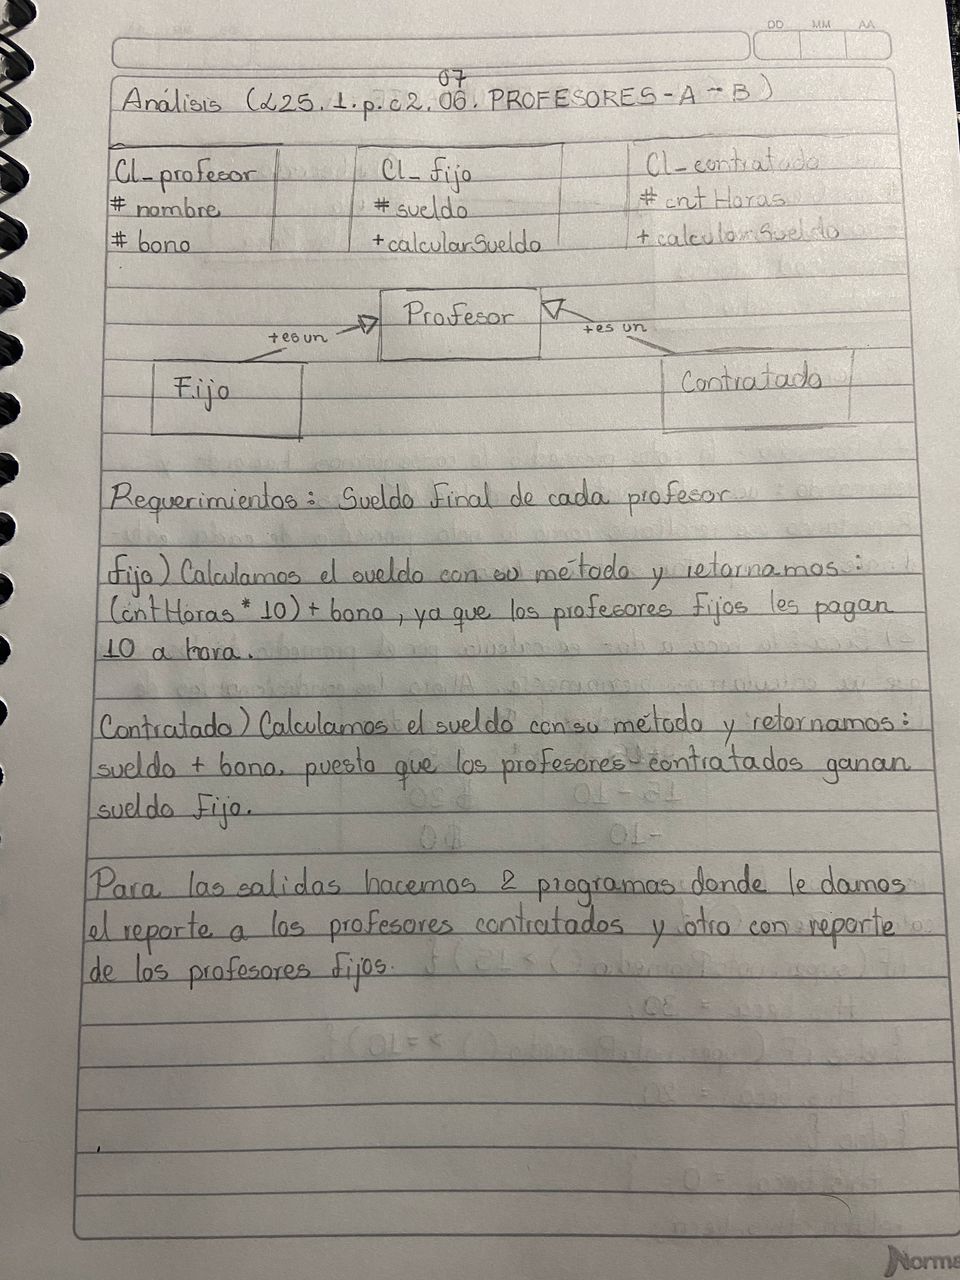 DD MM AA
07
Análisis (L25.1.p.c2.06. PROFESORES-A-B)
Cl_profesor
# nombre
# bono
Cl_fijo
# sueldo
+ calcularSueldo
Cl_contratado
# cntHoras
+ calcularSueldo
Profesor
+es un
+es un
Fijo
Contratado
Requerimientos: Sueldo final de cada profesor
fijo) Calculamos el sueldo con su método y retornamos:
(cntHoras * 10) + bono, ya que los profesores fijos les pagan
10 a hora.
Contratado) Calculamos el sueldo con su método y retornamos:
sueldo + bono, puesto que los profesores-contratados ganan
sueldo fijo.
Para las salidas hacemos 2 programas donde le damos
el reporte a los profesores contratados y otro con reporte
de los profesores fijos.